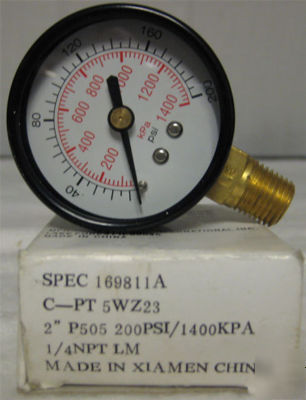 200
160
120
80
40
1400
1200
1000
800
600
400
200
kPa
psi
SPEC 169811A
C—PT 5WZ23
2" P505 200PSI/1400KPA
1/4NPT LM
MADE IN XIAMEN CHIN